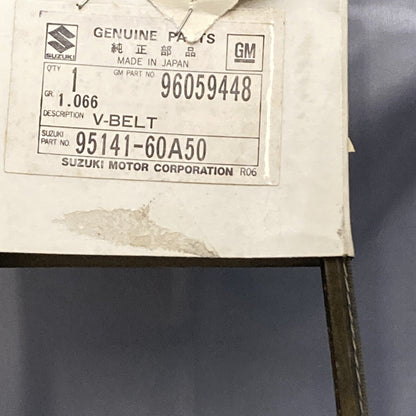 GENUINE PARTS
純正部品
MADE IN JAPAN
SUZUKI
GM
Q'TY 1 GM PART NO 96059448
GR. 1.066
DESCRIPTION V-BELT
SUZUKI PART NO. 95141-60A50
SUZUKI MOTOR CORPORATION R06